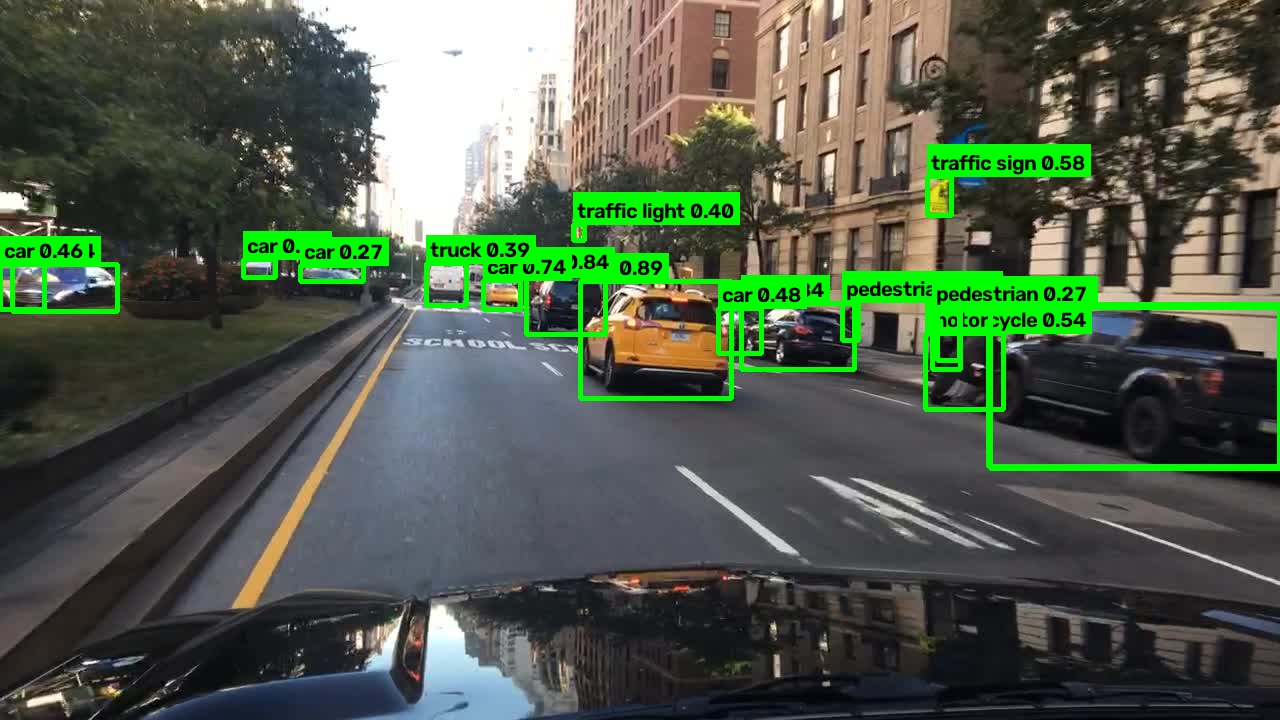 traffic sign 0.58
traffic light 0.40
car 0.46
car 0.
car 0.27
truck 0.39
car 0.74
0.84
0.89
car 0.48
pedestrian 0.27
motorcycle 0.54
SCHOOL